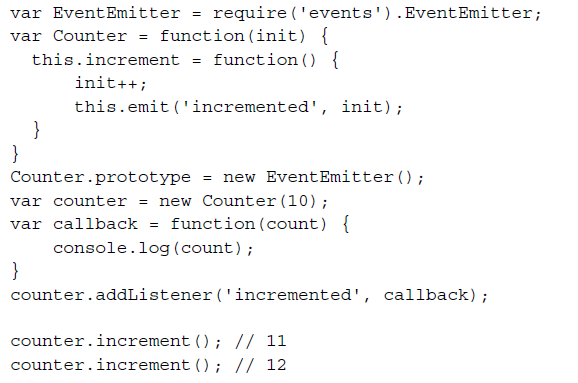 var EventEmitter = require('events').EventEmitter;
var Counter = function(init) {
  this.increment = function() {
      init++;
      this.emit('incremented', init);
  }
}
Counter.prototype = new EventEmitter();
var counter = new Counter(10);
var callback = function(count) {
    console.log(count);
}
counter.addListener('incremented', callback);

counter.increment(); // 11
counter.increment(); // 12